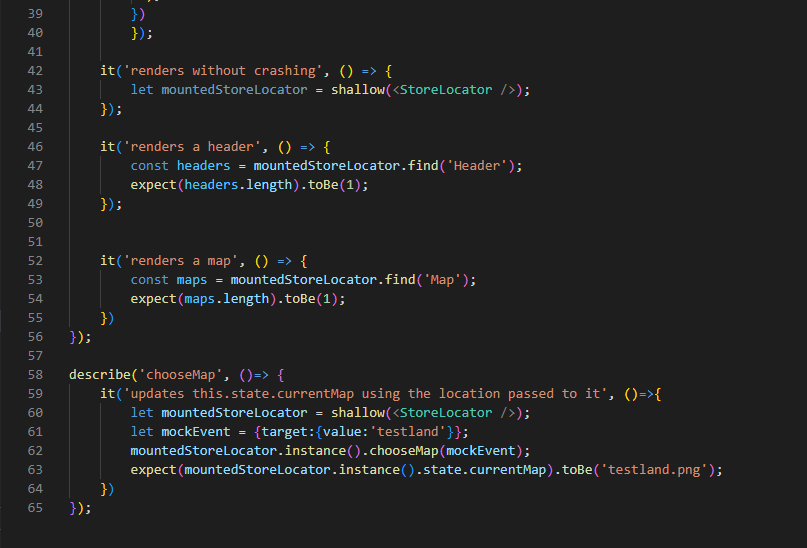 39         })
40         });
41
42     it('renders without crashing', () => {
43         let mountedStoreLocator = shallow(<StoreLocator />);
44     });
45
46     it('renders a header', () => {
47         const headers = mountedStoreLocator.find('Header');
48         expect(headers.length).toBe(1);
49     });
50
51
52     it('renders a map', () => {
53         const maps = mountedStoreLocator.find('Map');
54         expect(maps.length).toBe(1);
55     })
56 });
57
58 describe('chooseMap', ()=> {
59     it('updates this.state.currentMap using the location passed to it', ()=>{
60         let mountedStoreLocator = shallow(<StoreLocator />);
61         let mockEvent = {target:{value:'testland'}};
62         mountedStoreLocator.instance().chooseMap(mockEvent);
63         expect(mountedStoreLocator.instance().state.currentMap).toBe('testland.png');
64     })
65 });